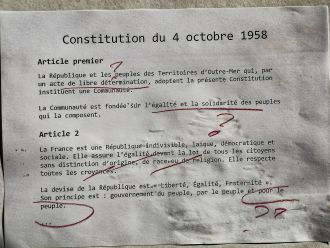 Constitution du 4 octobre 1958
Article premier
?
La République et les peuples des Territoires d'Outre-Mer qui, par
un acte de libre détermination, adoptent la présente Constitution
instituent une Communauté.
La Communauté est fondée sur l'égalité et la solidarité des peuples
qui la composent.
?
Article 2
La France est une République indivisible, laïque, démocratique et
sociale. Elle assure l'égalité devant la loi de tous les citoyens
sans distinction d'origine, de race ou de religion. Elle respecte
toutes les croyances.
La devise de la République est : « Liberté, Égalité, Fraternité ».
Son principe est : gouvernement du peuple, par le peuple et pour le
peuple.
??